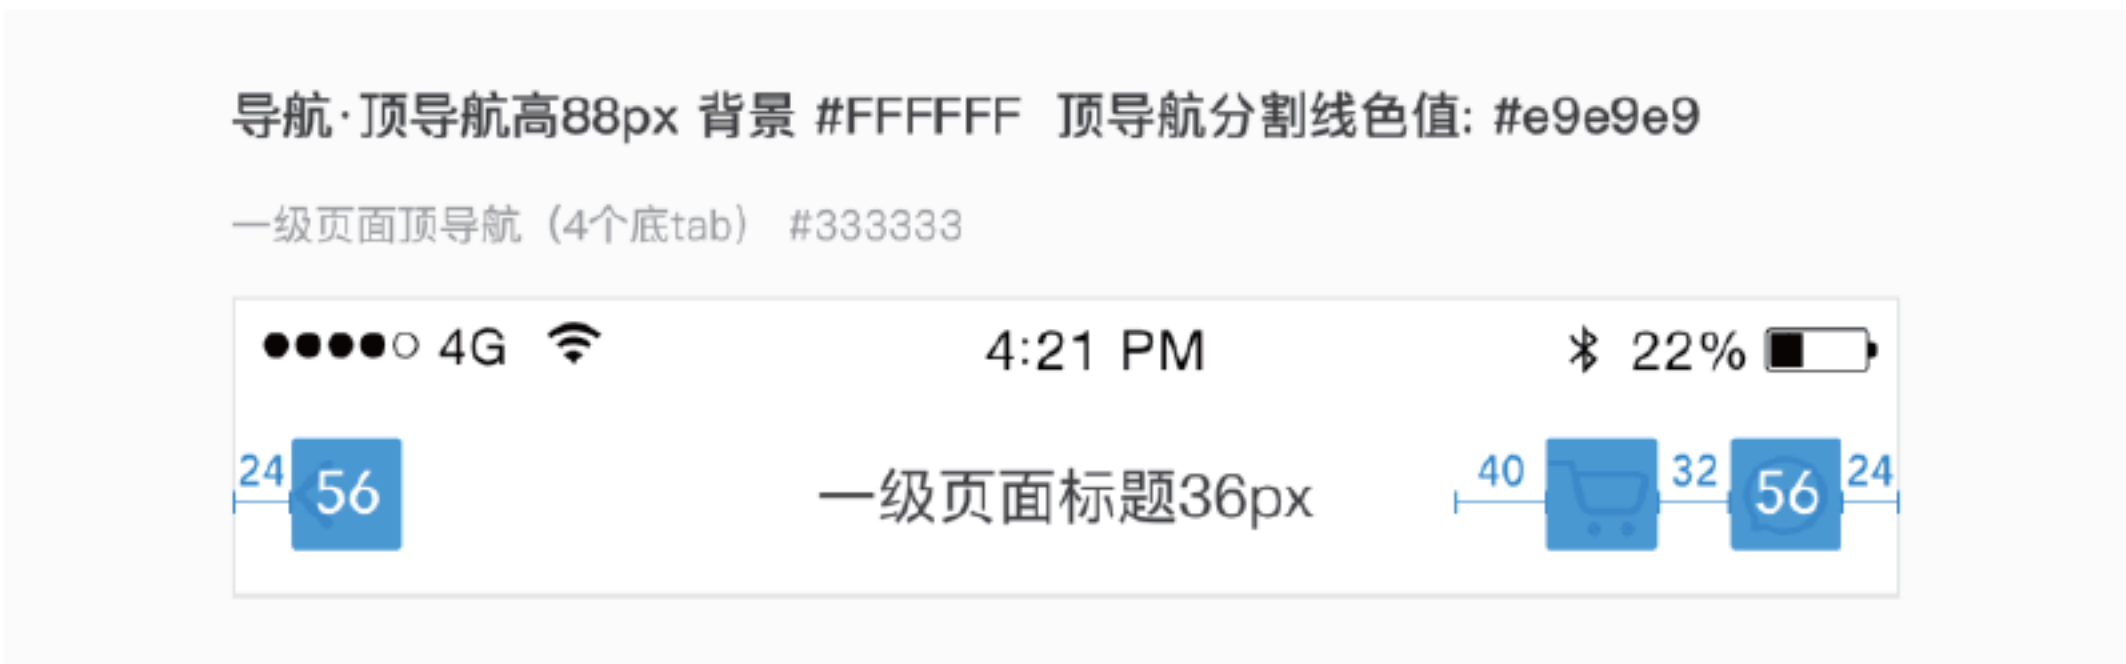 导航·顶导航高88px 背景 #FFFFFF 顶导航分割线色值: #e9e9e9
一级页面顶导航（4个底tab） #333333
4G 4:21 PM 22%
24 56 一级页面标题36px 40 32 56 24